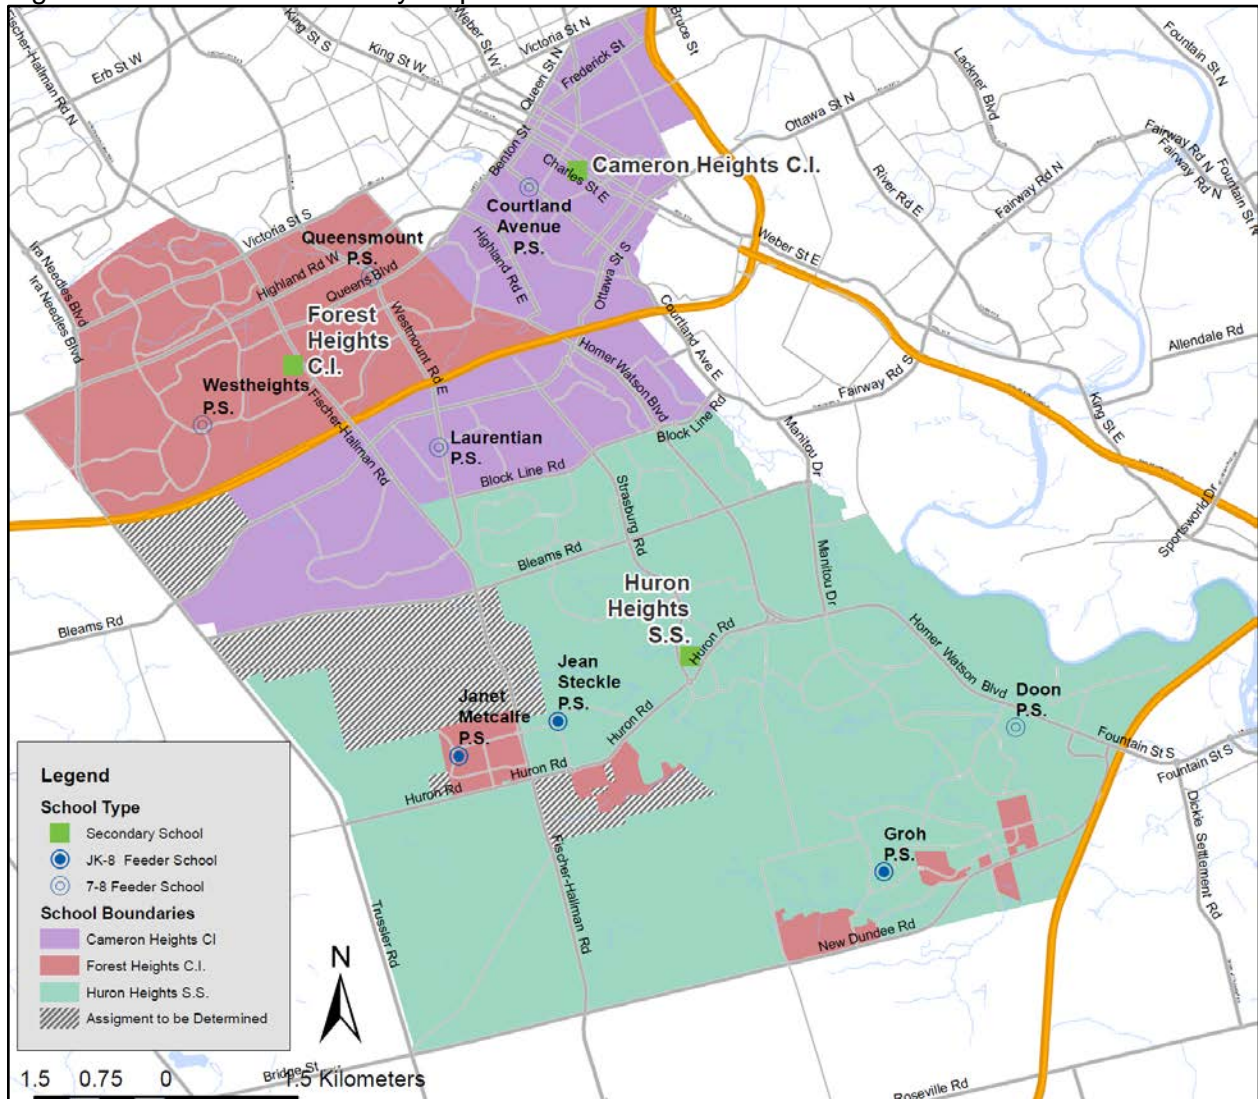 Fischer-Hallman Rd N
Erb St W
King St S
King St W
Weber St W
Victoria St N
Queen St N
Frederick St
Bruce St
Lackner Blvd
Fountain St N
Ottawa St N
Fairway Rd N
Fairway Rd N
Fountain St N
Fairway Rd N
River Rd E
Benton St
Charles St E
Cameron Heights C.I.
Courtland
Avenue
P.S.
Victoria St S
Queensmount
P.S.
Highland Rd W
Queens Blvd
Highland Rd E
Ottawa St S
Weber St E
Ira Needles Blvd
Ira Needles Blvd
Forest
Heights
C.I.
Westmount Rd E
Courtland Ave E
Homer Watson Blvd
Allendale Rd
Fairway Rd S
Westheights
P.S.
Fischer-Hallman Rd
Laurentian
P.S.
Block Line Rd
Block Line Rd
Manitou Dr
King St E
Sportsworld Dr
Strasburg Rd
Bleams Rd
Manitou Dr
Huron
Heights
S.S.
Bleams Rd
Huron Rd
Homer Watson Blvd
Jean
Steckle
P.S.
Janet
Metcalfe
P.S.
Doon
P.S.
Huron Rd
Fountain St S
Fountain St S
Huron Rd
Huron Rd
Dickie Settlement Rd
Groh
P.S.
Fischer-Hallman Rd
New Dundee Rd
Trussler Rd
Legend
School Type
Secondary School
JK-8 Feeder School
7-8 Feeder School
School Boundaries
Cameron Heights CI
Forest Heights C.I.
Huron Heights S.S.
Assigment to be Determined
N
Bridge St
Roseville Rd
1.5 0.75 0 1.5 Kilometers